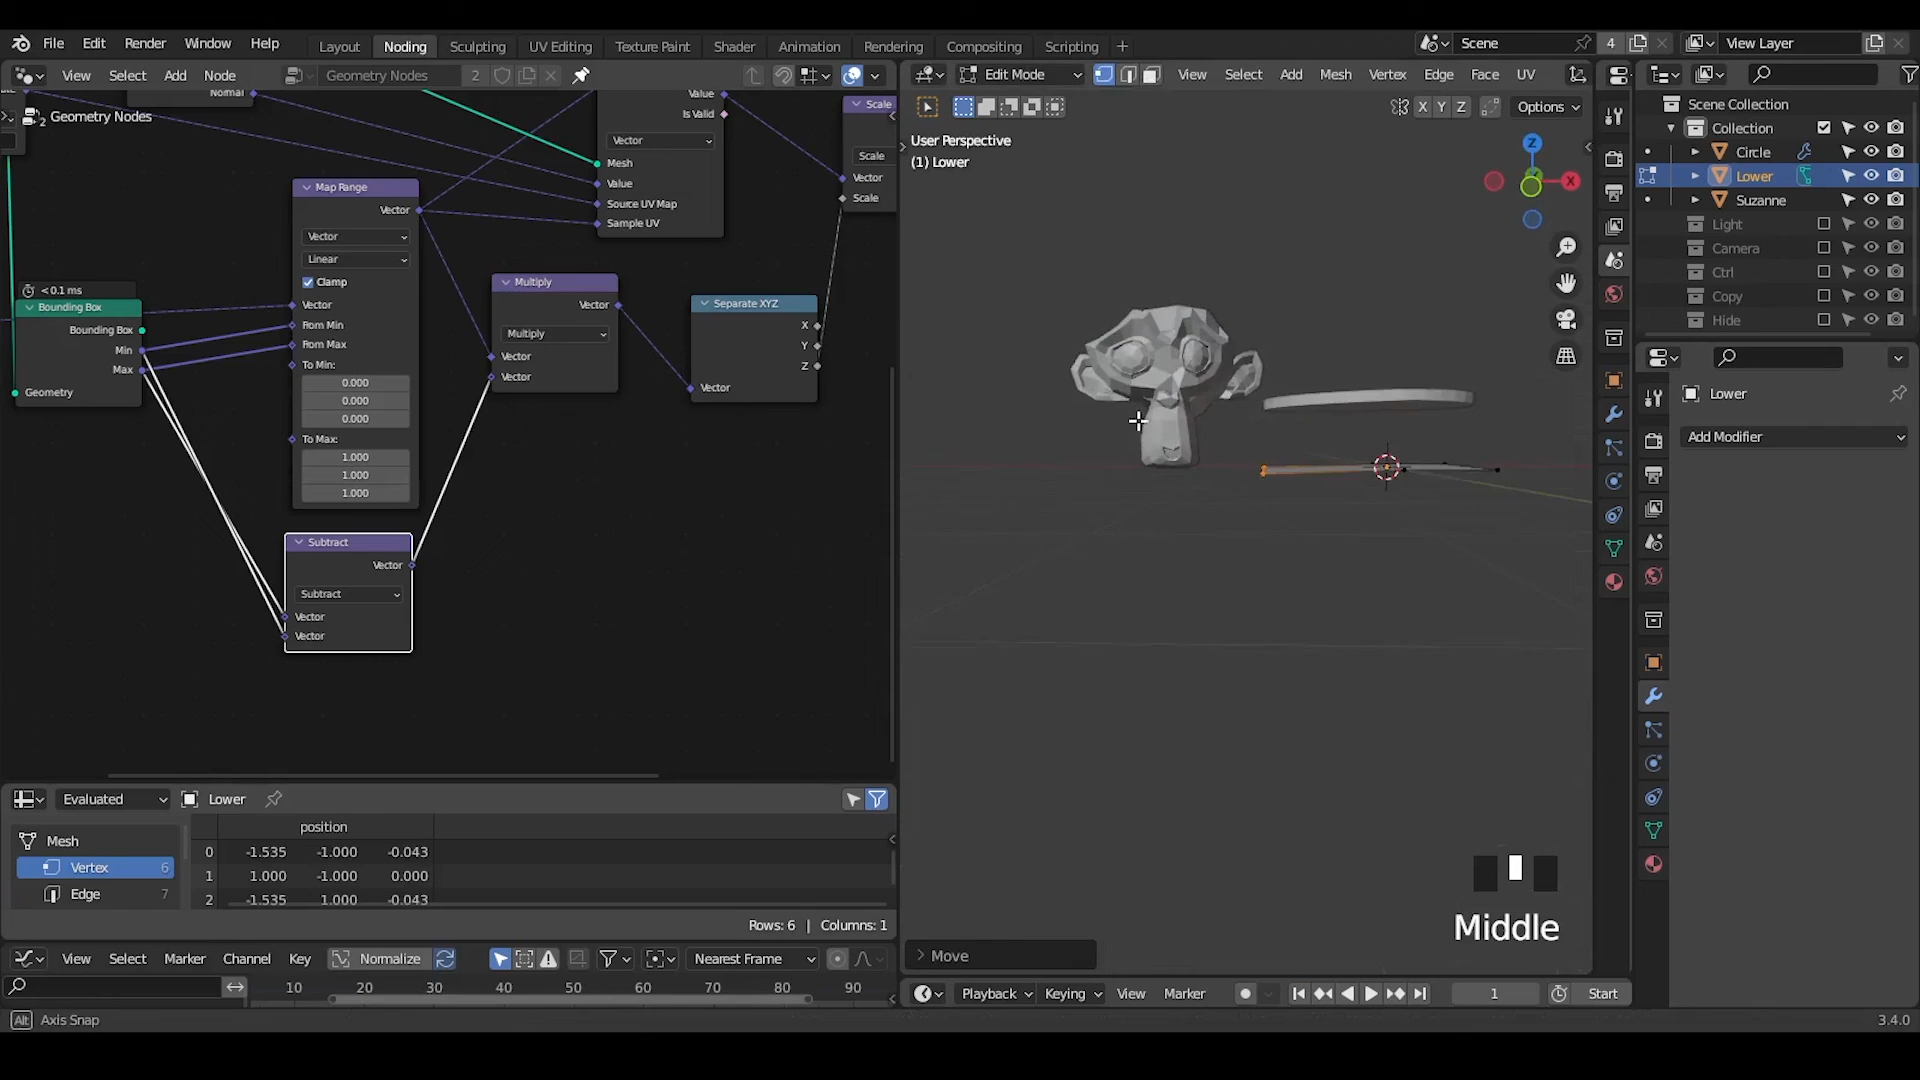 File Edit Render Window Help
Layout Noding Sculpting UV Editing Texture Paint Shader Animation Rendering Compositing Scripting
Scene 4 View Layer
View Select Add Node Geometry Nodes 2
Edit Mode View Select Add Mesh Vertex Edge Face UV
X Y Z Options
Geometry Nodes
Normal
Value
Is Valid
Vector
Mesh
Value
Source UV Map
Sample UV
Scale
Scale
Vector
Scale
Map Range
Vector
Vector
Linear
Clamp
Vector
From Min
From Max
To Min:
0.000
0.000
0.000
To Max:
1.000
1.000
1.000
< 0.1 ms
Bounding Box
Bounding Box
Min
Max
Geometry
Multiply
Vector
Multiply
Vector
Vector
Separate XYZ
X
Y
Z
Vector
Subtract
Vector
Subtract
Vector
Vector
User Perspective
(1) Lower
Z
X
Middle
Move
Scene Collection
Collection
Circle
Lower
Suzanne
Light
Camera
Ctrl
Copy
Hide
Lower
Add Modifier
Evaluated Lower
Mesh
Vertex 6
Edge 7
position
0 -1.535 -1.000 -0.043
1 1.000 -1.000 0.000
2 -1.535 1.000 -0.043
Rows: 6 | Columns: 1
View Select Marker Channel Key Normalize Nearest Frame
10 20 30 40 50 60 70 80 90
Playback Keying View Marker 1 Start
Alt Axis Snap
3.4.0